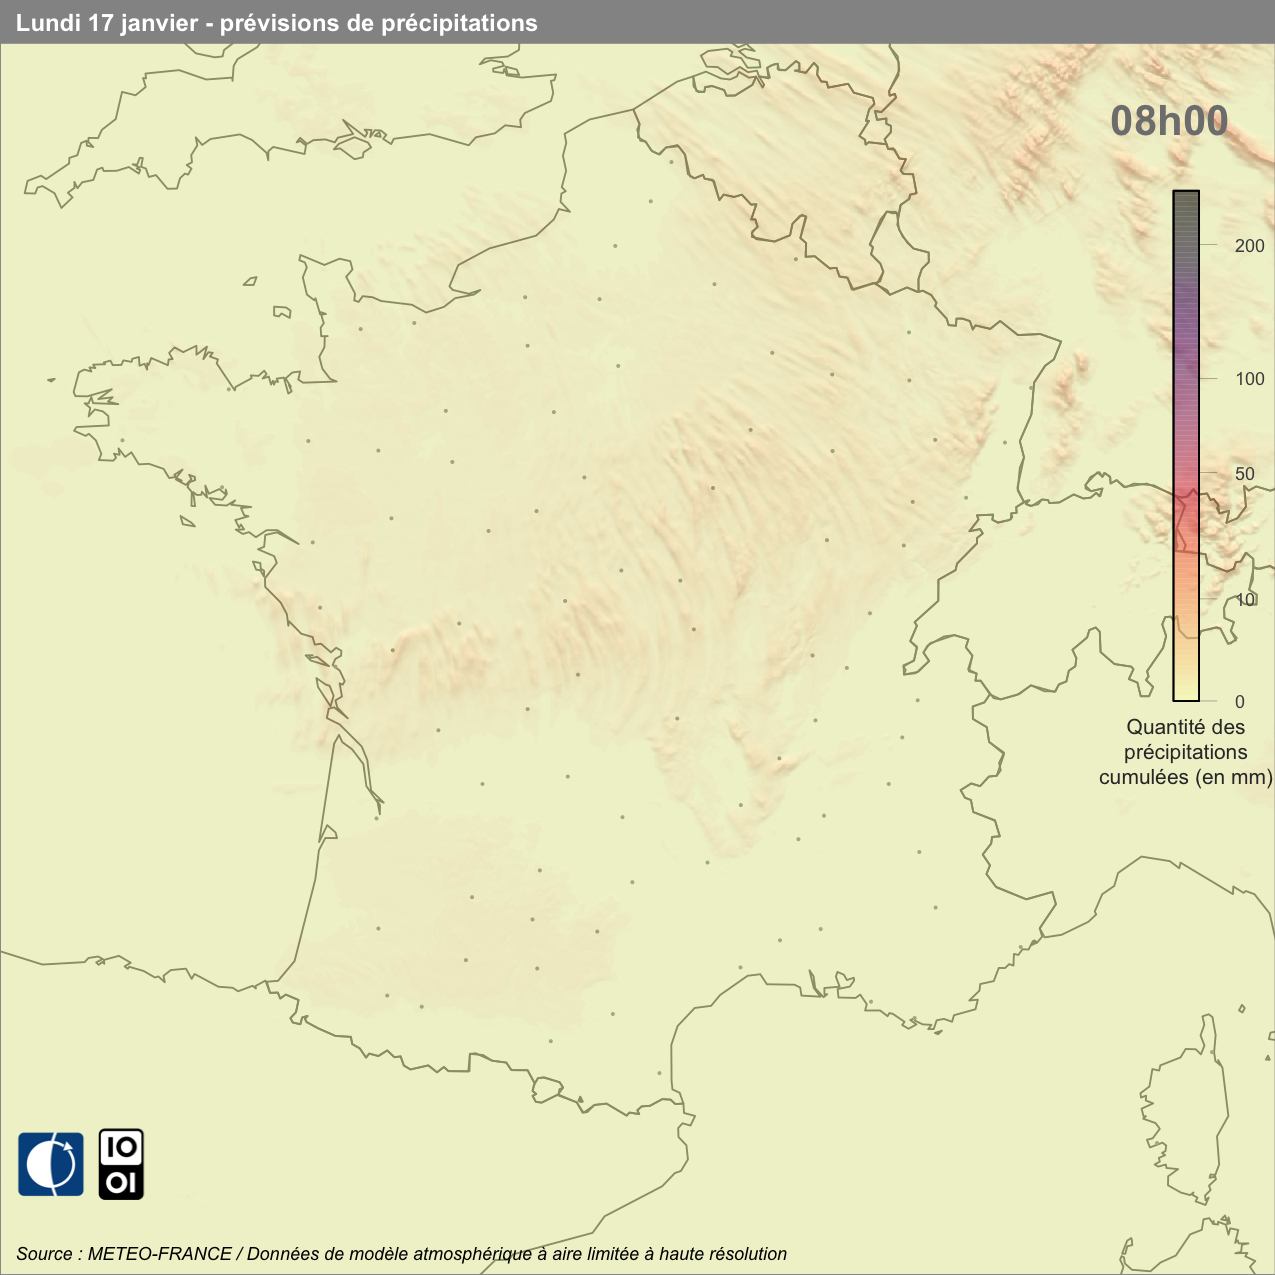 Lundi 17 janvier - prévisions de précipitations
08h00
200
100
50
10
0
Quantité des
précipitations
cumulées (en mm)
IO
OI
Source : METEO-FRANCE / Données de modèle atmosphérique à aire limitée à haute résolution